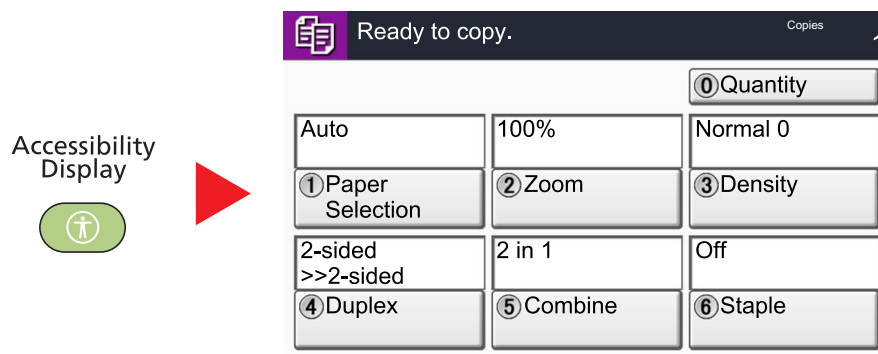 Accessibility
Display
Ready to copy.
Copies
0 Quantity
Auto
100%
Normal 0
1 Paper
Selection
2 Zoom
3 Density
2-sided
>>2-sided
2 in 1
Off
4 Duplex
5 Combine
6 Staple